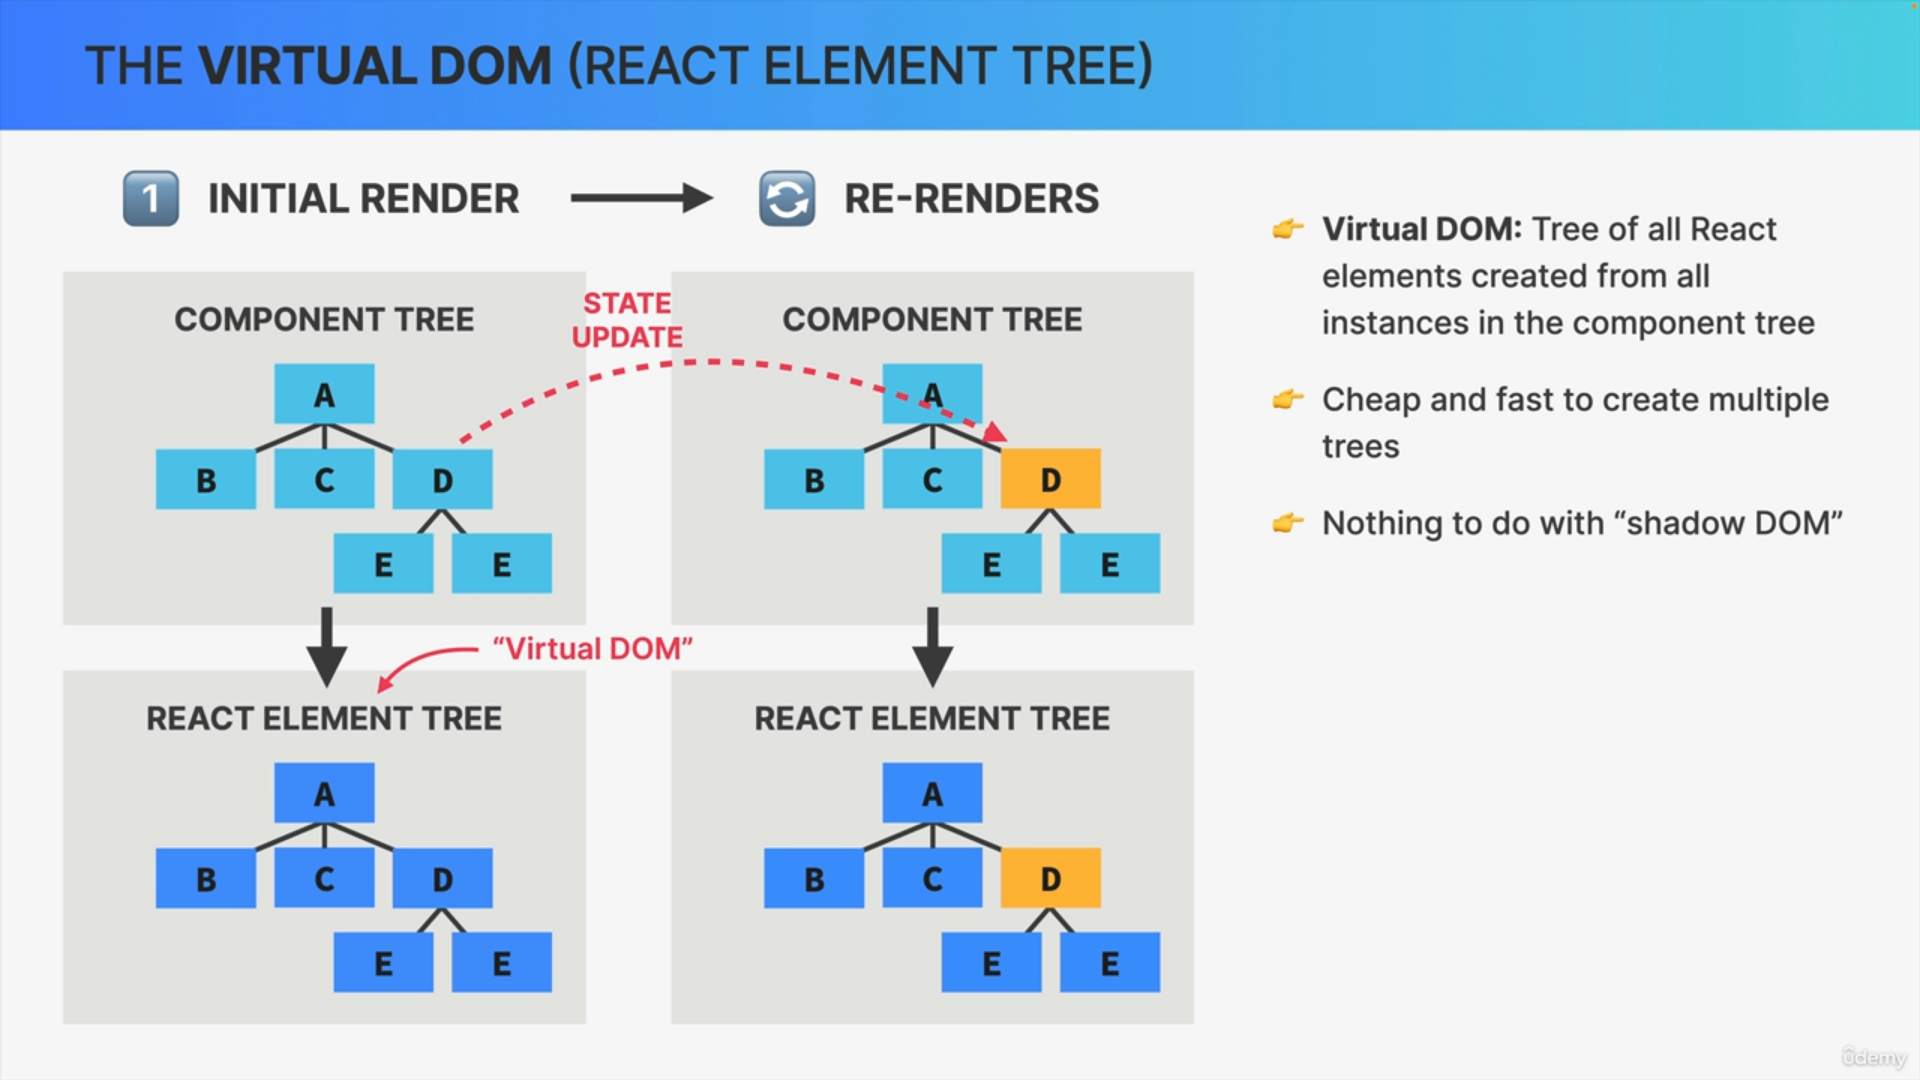 THE VIRTUAL DOM (REACT ELEMENT TREE)
1 INITIAL RENDER
RE-RENDERS
COMPONENT TREE
A
B C D
E E
STATE
UPDATE
COMPONENT TREE
A
B C D
E E
“Virtual DOM”
REACT ELEMENT TREE
A
B C D
E E
REACT ELEMENT TREE
A
B C D
E E
Virtual DOM: Tree of all React
elements created from all
instances in the component tree
Cheap and fast to create multiple
trees
Nothing to do with “shadow DOM”
ûdemy